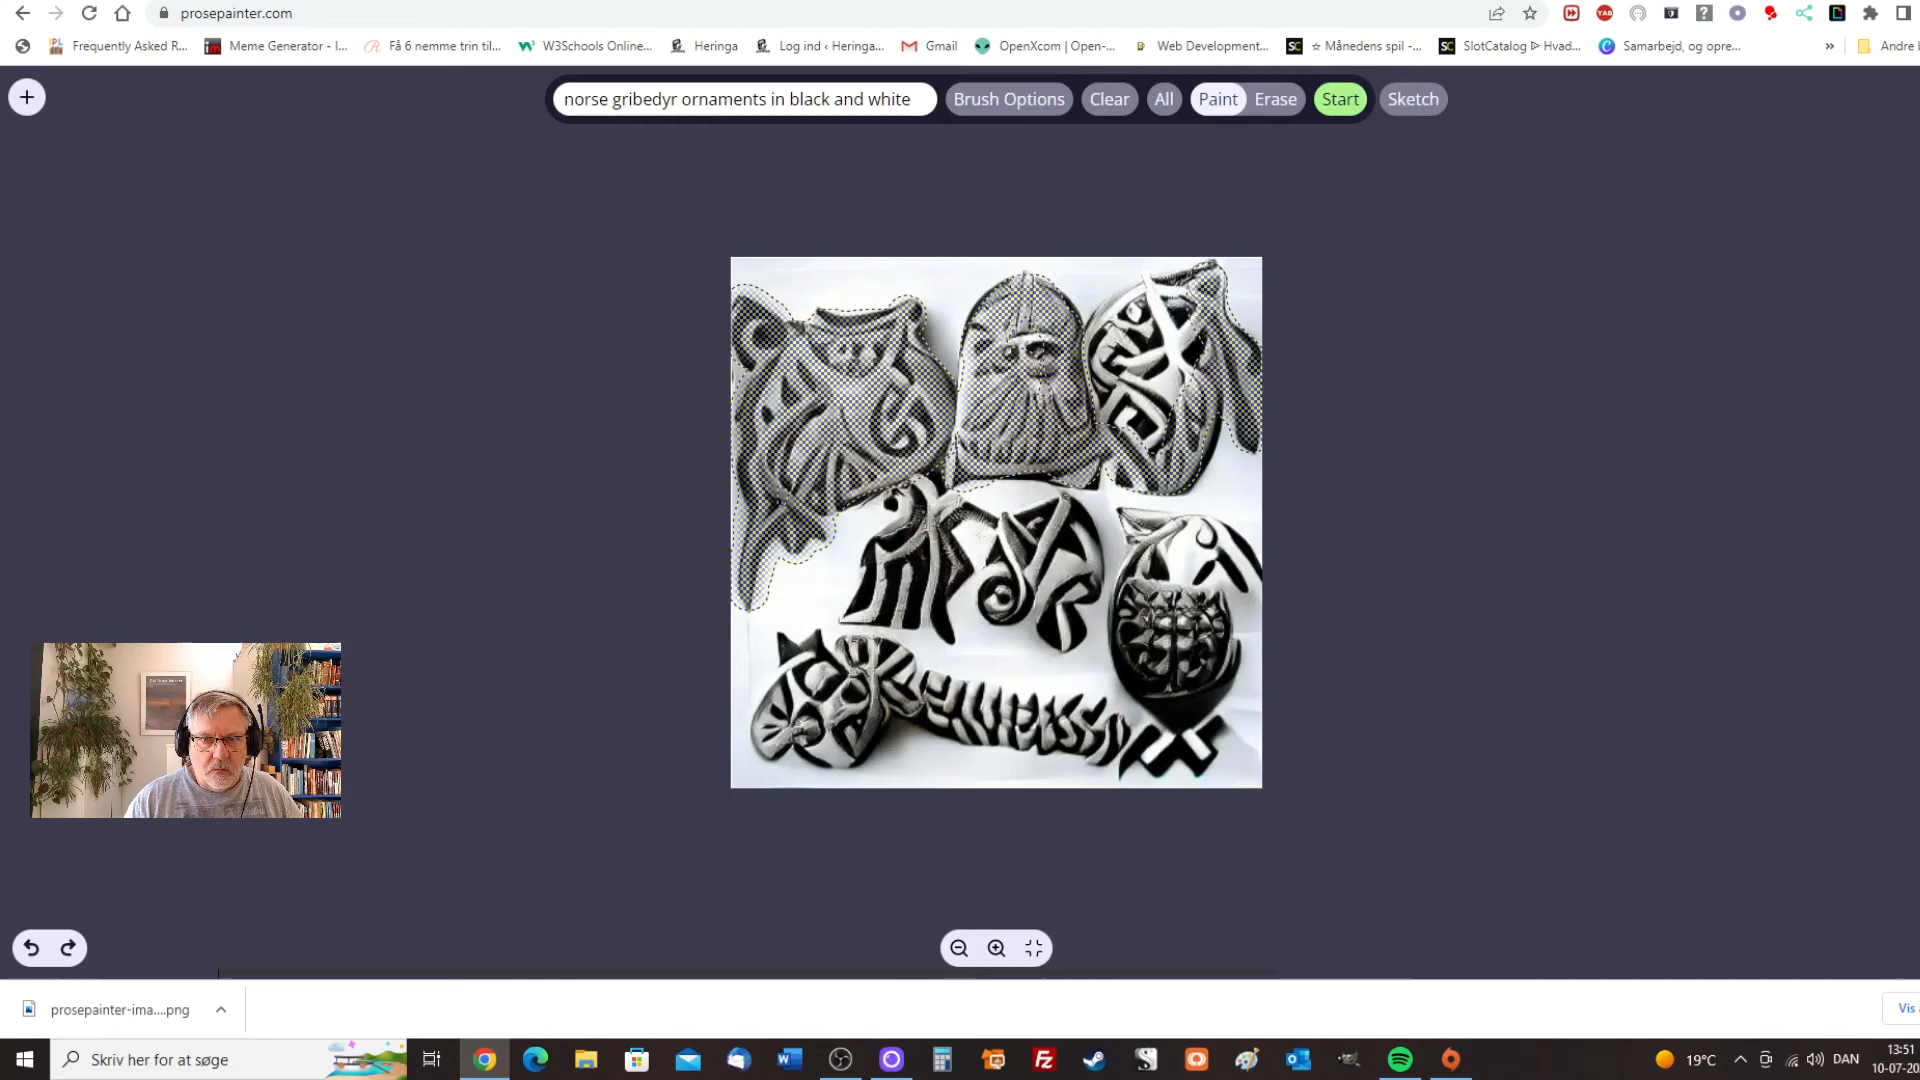 prosepainter.com
Frequently Asked R...
Meme Generator - I...
Få 6 nemme trin til...
W3Schools Online...
Heringa
Log ind ‹ Heringa...
Gmail
OpenXcom | Open-...
Web Development...
☆ Månedens spil -...
SlotCatalog ᐉ Hvad...
Samarbejd, og opre...
»
Andre b
norse gribedyr ornaments in black and white
Brush Options
Clear
All
Paint
Erase
Start
Sketch
prosepainter-ima....png
Vis a
Skriv her for at søge
19°C
DAN
13:51
10-07-20